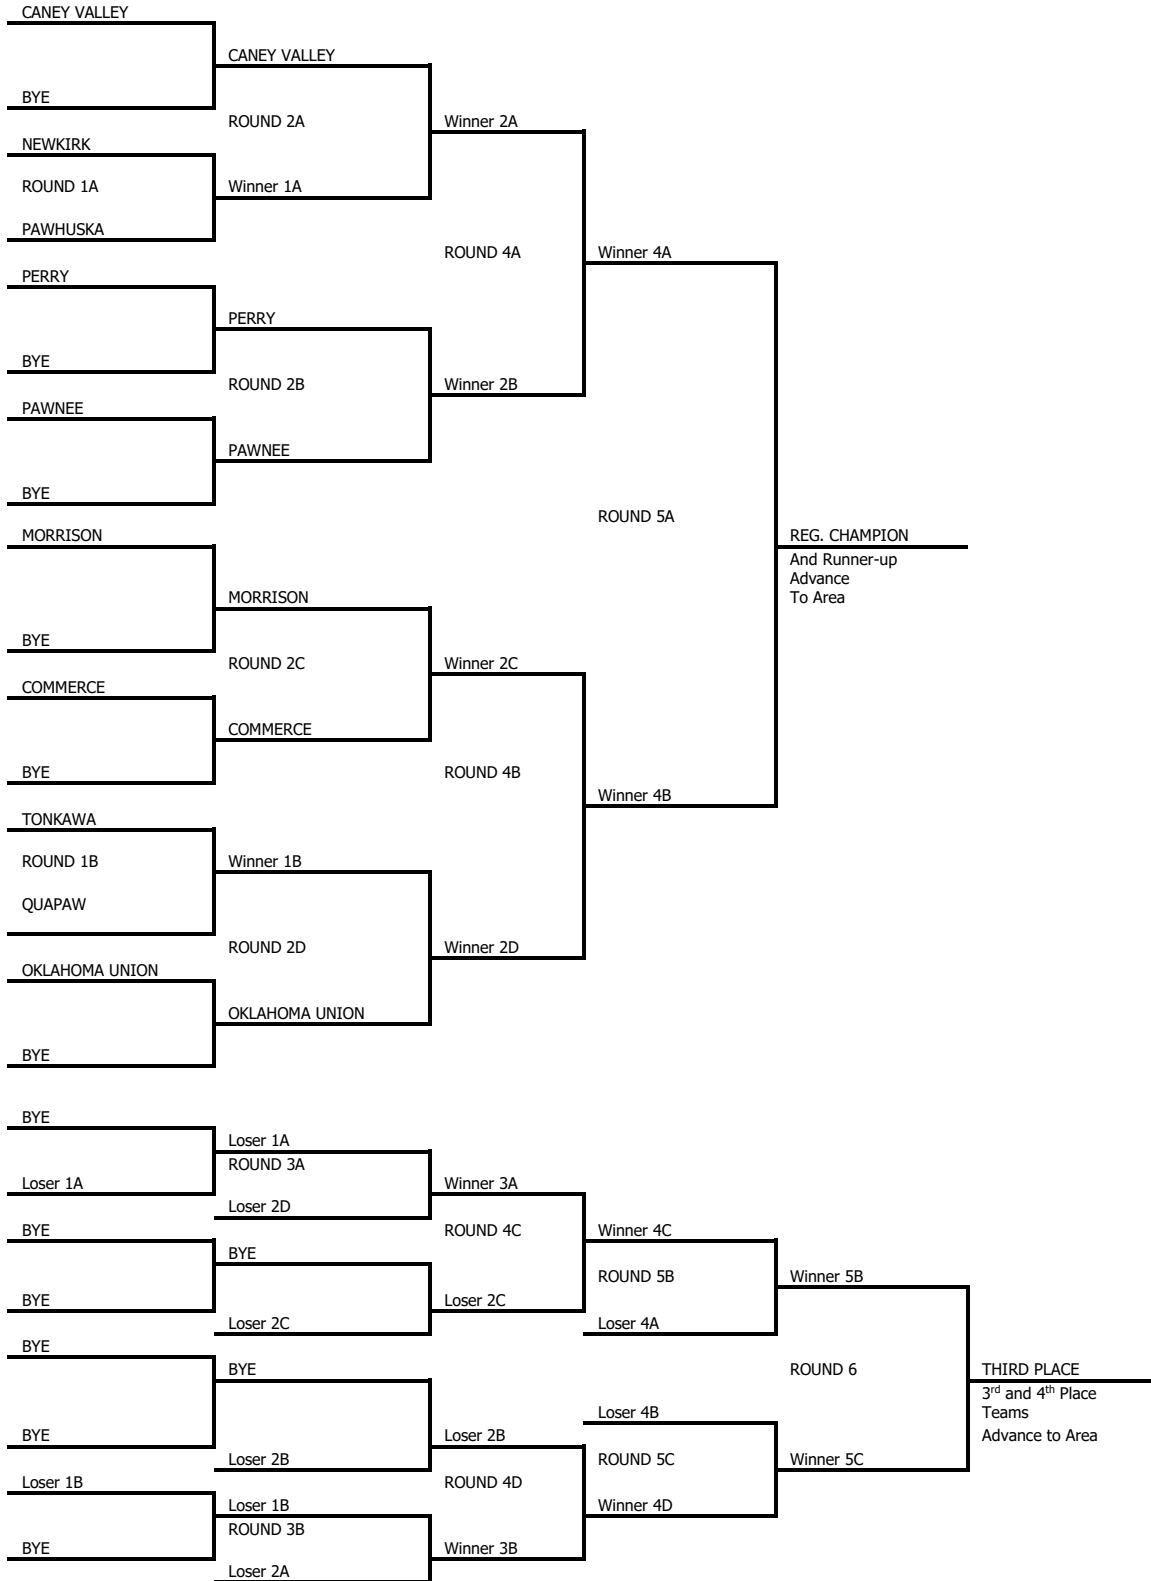 CANEY VALLEY
CANEY VALLEY
BYE
ROUND 2A
Winner 2A
NEWKIRK
ROUND 1A
Winner 1A
PAWHUSKA
ROUND 4A
Winner 4A
PERRY
PERRY
BYE
ROUND 2B
Winner 2B
PAWNEE
PAWNEE
BYE
ROUND 5A
MORRISON
REG. CHAMPION
And Runner-up
Advance
To Area
MORRISON
BYE
ROUND 2C
Winner 2C
COMMERCE
COMMERCE
BYE
ROUND 4B
Winner 4B
TONKAWA
ROUND 1B
Winner 1B
QUAPAW
ROUND 2D
Winner 2D
OKLAHOMA UNION
OKLAHOMA UNION
BYE
BYE
Loser 1A
ROUND 3A
Loser 1A
Winner 3A
Loser 2D
BYE
ROUND 4C
Winner 4C
BYE
ROUND 5B
Winner 5B
BYE
Loser 2C
Loser 2C
Loser 4A
BYE
BYE
ROUND 6
THIRD PLACE
3rd and 4th Place
Teams
Advance to Area
Loser 4B
BYE
Loser 2B
Loser 2B
ROUND 5C
Winner 5C
Loser 1B
ROUND 4D
Loser 1B
Winner 4D
ROUND 3B
BYE
Winner 3B
Loser 2A